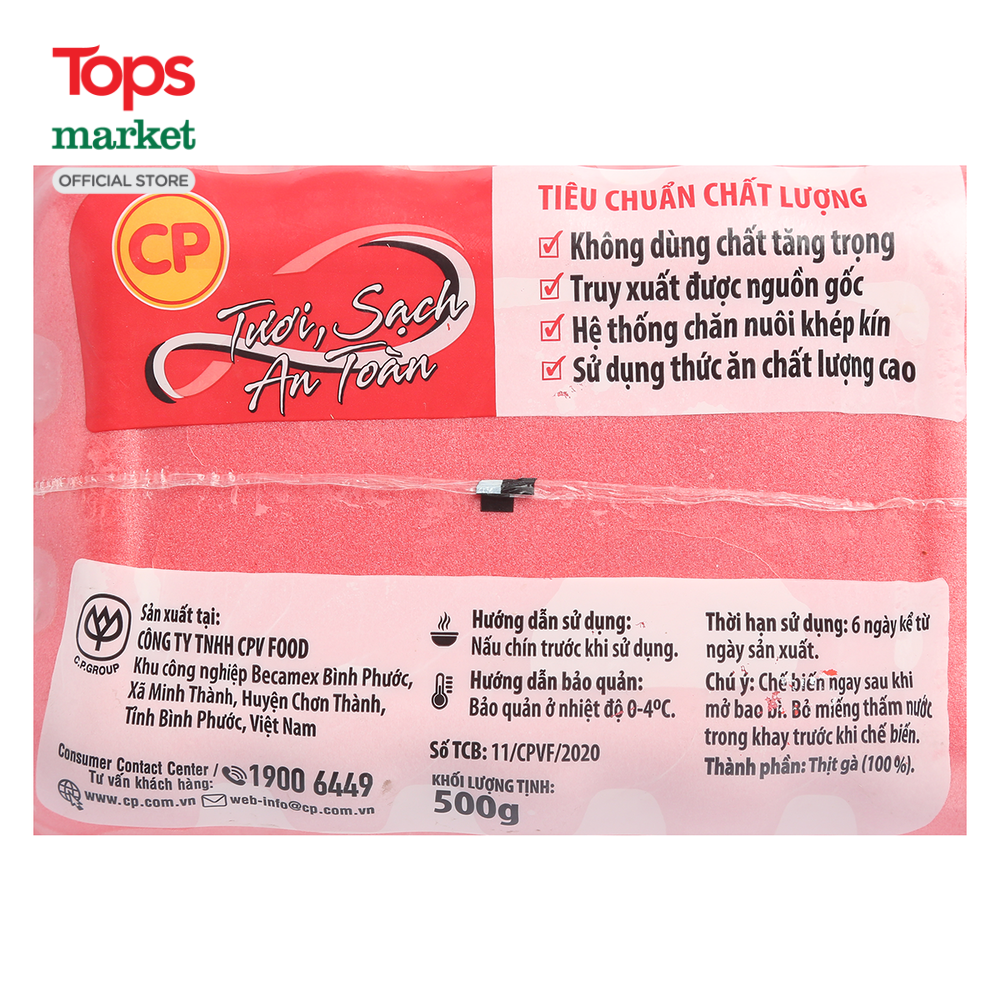 Tops
market
OFFICIAL STORE
CP
Tươi, Sạch
An Toàn
TIÊU CHUẨN CHẤT LƯỢNG
Không dùng chất tăng trọng
Truy xuất được nguồn gốc
Hệ thống chăn nuôi khép kín
Sử dụng thức ăn chất lượng cao
C.P.GROUP
Sản xuất tại:
CÔNG TY TNHH CPV FOOD
Khu công nghiệp Becamex Bình Phước,
Xã Minh Thành, Huyện Chơn Thành,
Tỉnh Bình Phước, Việt Nam
Consumer Contact Center /
Tư vấn khách hàng:
1900 6449
www.cp.com.vn web-info@cp.com.vn
Hướng dẫn sử dụng:
Nấu chín trước khi sử dụng.
Hướng dẫn bảo quản:
Bảo quản ở nhiệt độ 0-4ºC.
Số TCB: 11/CPVF/2020
KHỐI LƯỢNG TỊNH:
500g
Thời hạn sử dụng: 6 ngày kể từ
ngày sản xuất.
Chú ý: Chế biến ngay sau khi
mở bao bì. Bỏ miếng thấm nước
trong khay trước khi chế biến.
Thành phần: Thịt gà (100%).